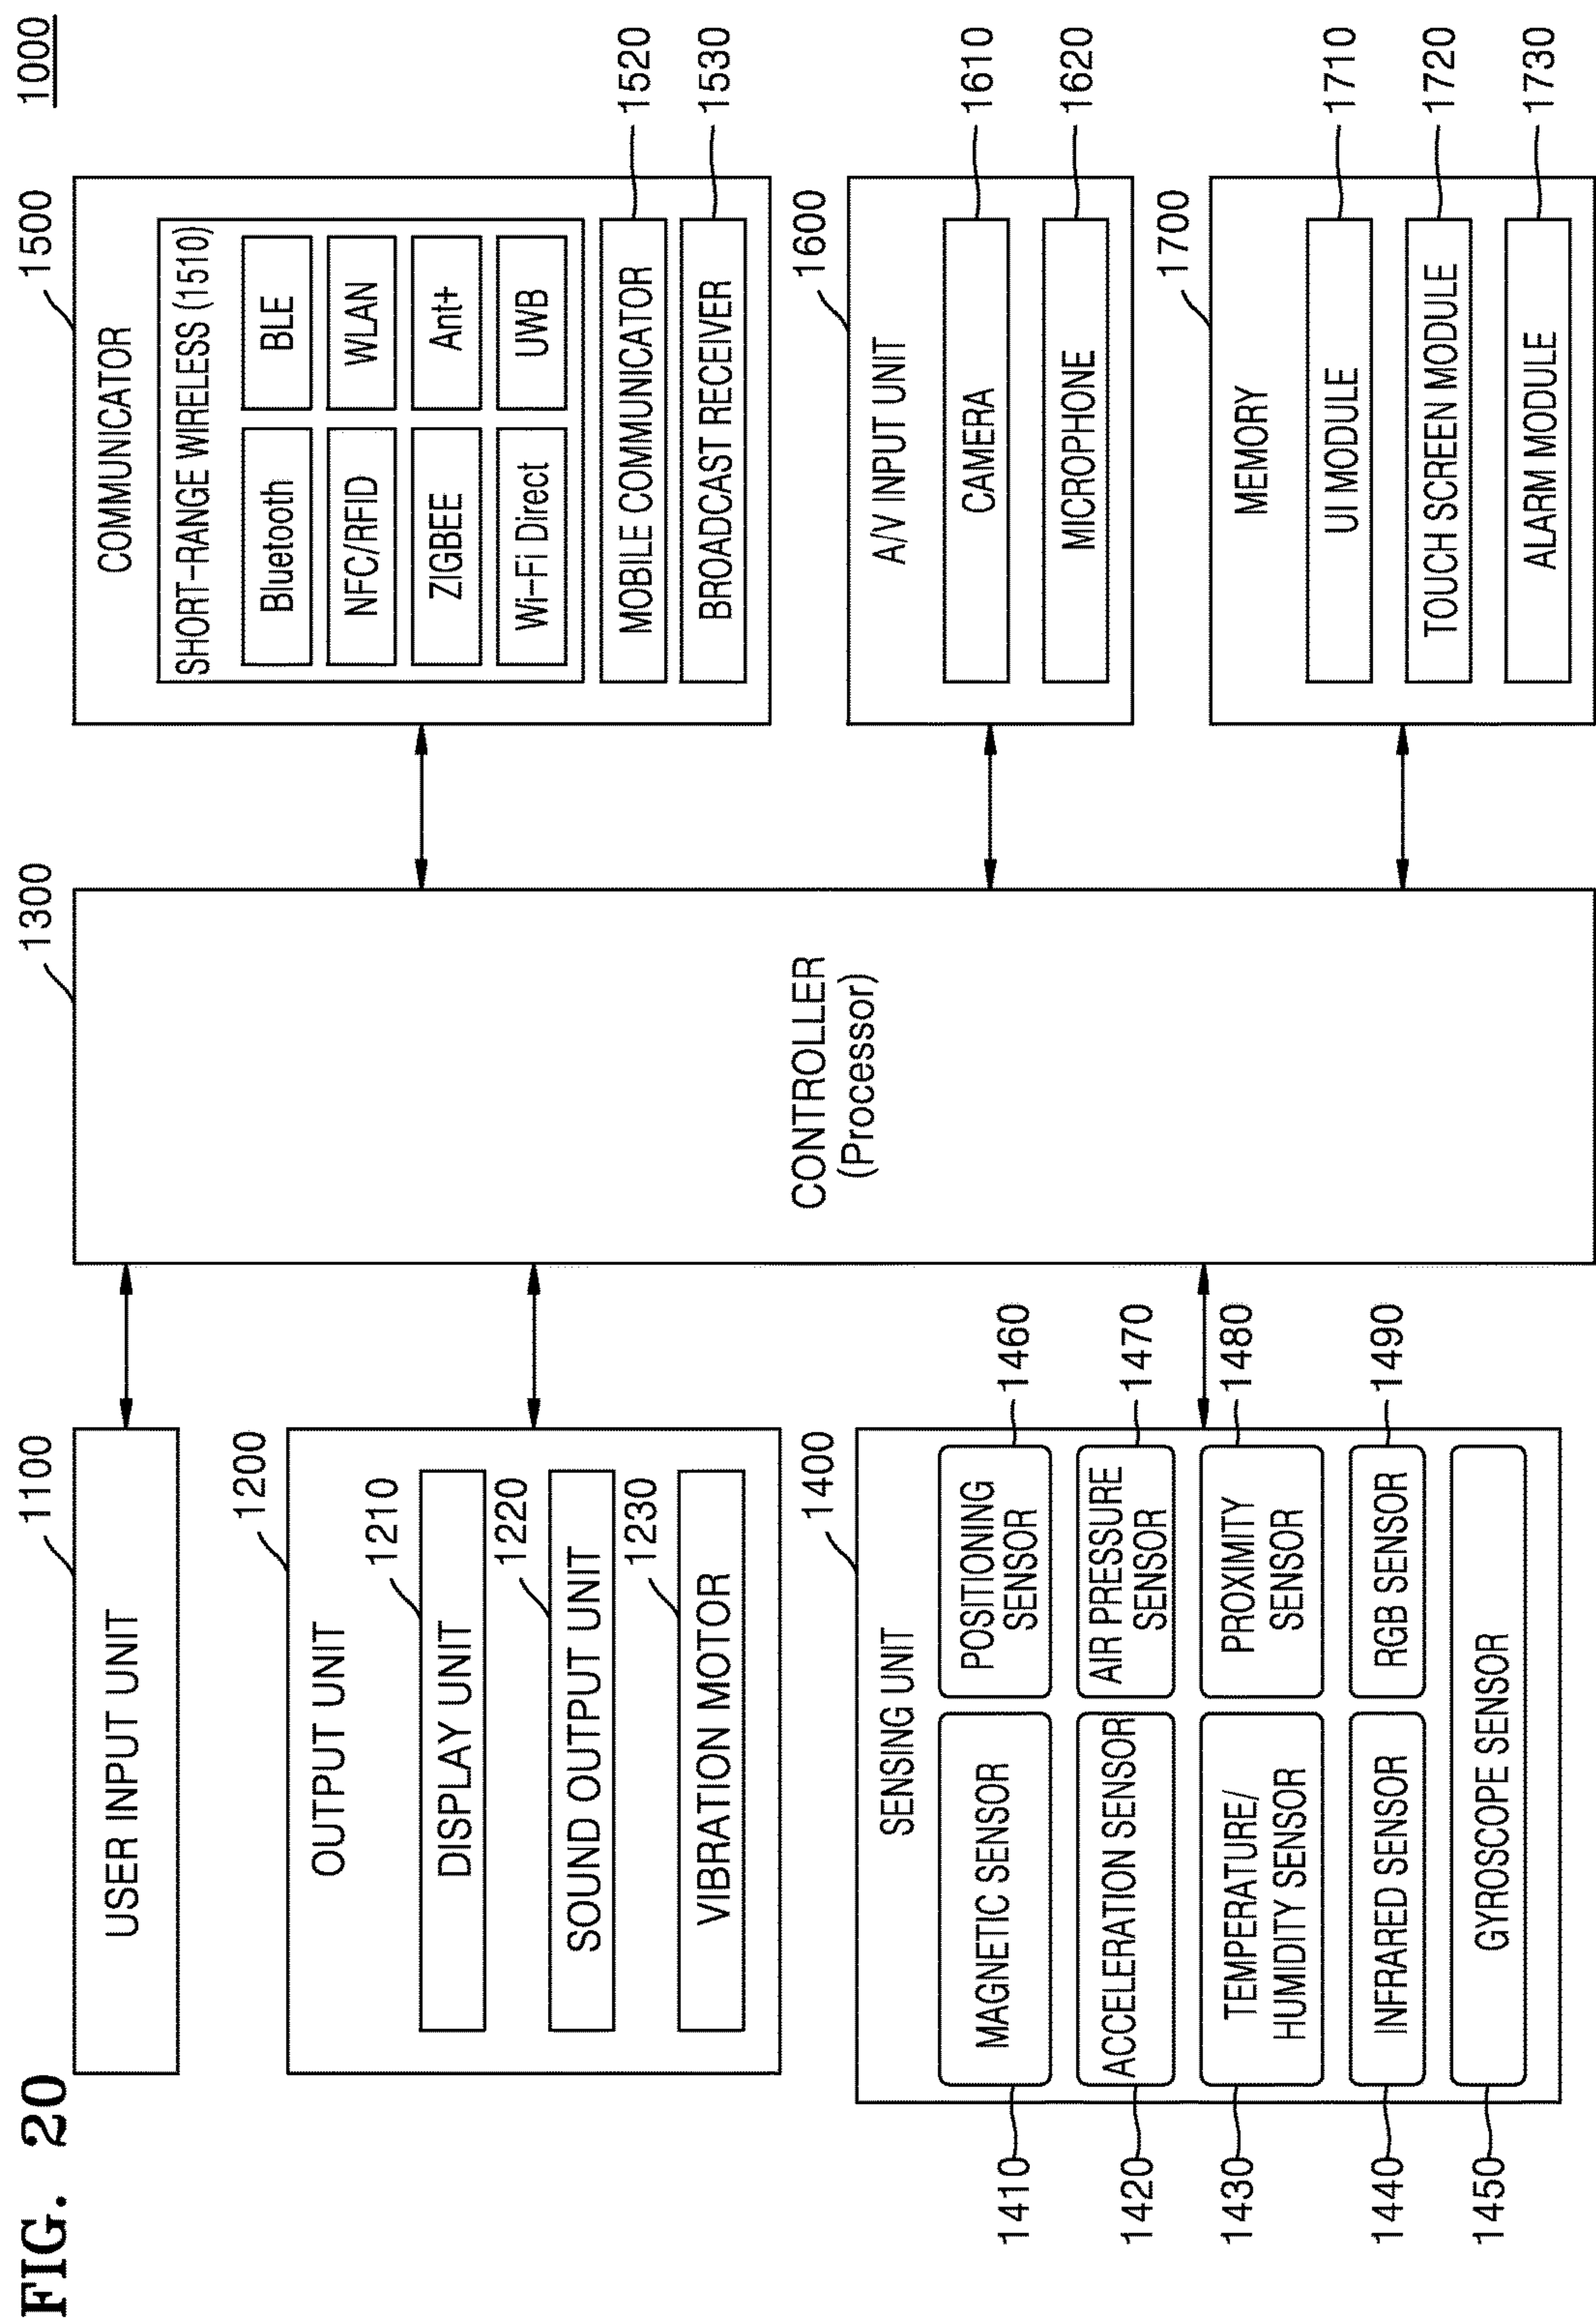 FIG. 20
1000
1100
USER INPUT UNIT
1200
OUTPUT UNIT
1210
DISPLAY UNIT
1220
SOUND OUTPUT UNIT
1230
VIBRATION MOTOR
1400
SENSING UNIT
1410
MAGNETIC SENSOR
POSITIONING
SENSOR
1460
1420
ACCELERATION SENSOR
AIR PRESSURE
SENSOR
1470
1430
TEMPERATURE/
HUMIDITY SENSOR
PROXIMITY
SENSOR
1480
1440
INFRARED SENSOR
RGB SENSOR
1490
1450
GYROSCOPE SENSOR
1300
CONTROLLER
(Processor)
1500
COMMUNICATOR
SHORT-RANGE WIRELESS (1510)
Bluetooth
BLE
NFC/RFID
WLAN
ZIGBEE
Ant+
Wi-Fi Direct
UWB
MOBILE COMMUNICATOR
1520
BROADCAST RECEIVER
1530
1600
A/V INPUT UNIT
CAMERA
1610
MICROPHONE
1620
1700
MEMORY
UI MODULE
1710
TOUCH SCREEN MODULE
1720
ALARM MODULE
1730